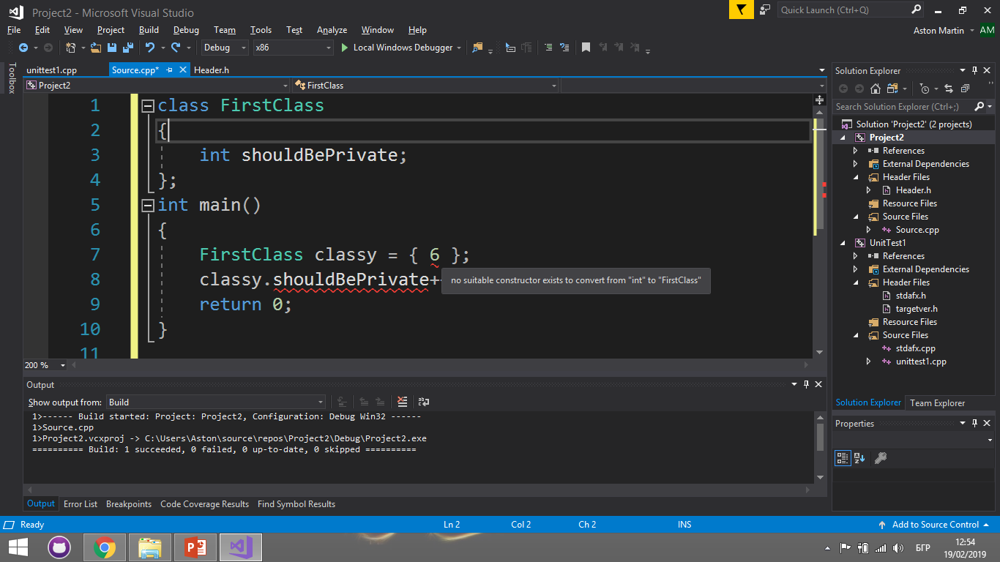 Project2 - Microsoft Visual Studio
Quick Launch (Ctrl+Q)
File Edit View Project Build Debug Team Tools Test Analyze Window Help
Aston Martin AM
Debug x86 Local Windows Debugger
Toolbox
unittest1.cpp Source.cpp* Header.h
Project2 FirstClass
1 class FirstClass
2 {
3 int shouldBePrivate;
4 };
5 int main()
6 {
7 FirstClass classy = { 6 };
8 classy.shouldBePrivate+
no suitable constructor exists to convert from "int" to "FirstClass"
9 return 0;
10 }
11
200 %
Output
Show output from: Build
1>------ Build started: Project: Project2, Configuration: Debug Win32 ------
1>Source.cpp
1>Project2.vcxproj -> C:\Users\Aston\source\repos\Project2\Debug\Project2.exe
========== Build: 1 succeeded, 0 failed, 0 up-to-date, 0 skipped ==========
Output Error List Breakpoints Code Coverage Results Find Symbol Results
Solution Explorer
Search Solution Explorer (Ctrl+;)
Solution 'Project2' (2 projects)
Project2
References
External Dependencies
Header Files
Header.h
Resource Files
Source Files
Source.cpp
UnitTest1
References
External Dependencies
Header Files
stdafx.h
targetver.h
Resource Files
Source Files
stdafx.cpp
unittest1.cpp
Solution Explorer Team Explorer
Properties
Ready Ln 2 Col 2 Ch 2 INS Add to Source Control
БГР 12:54
19/02/2019